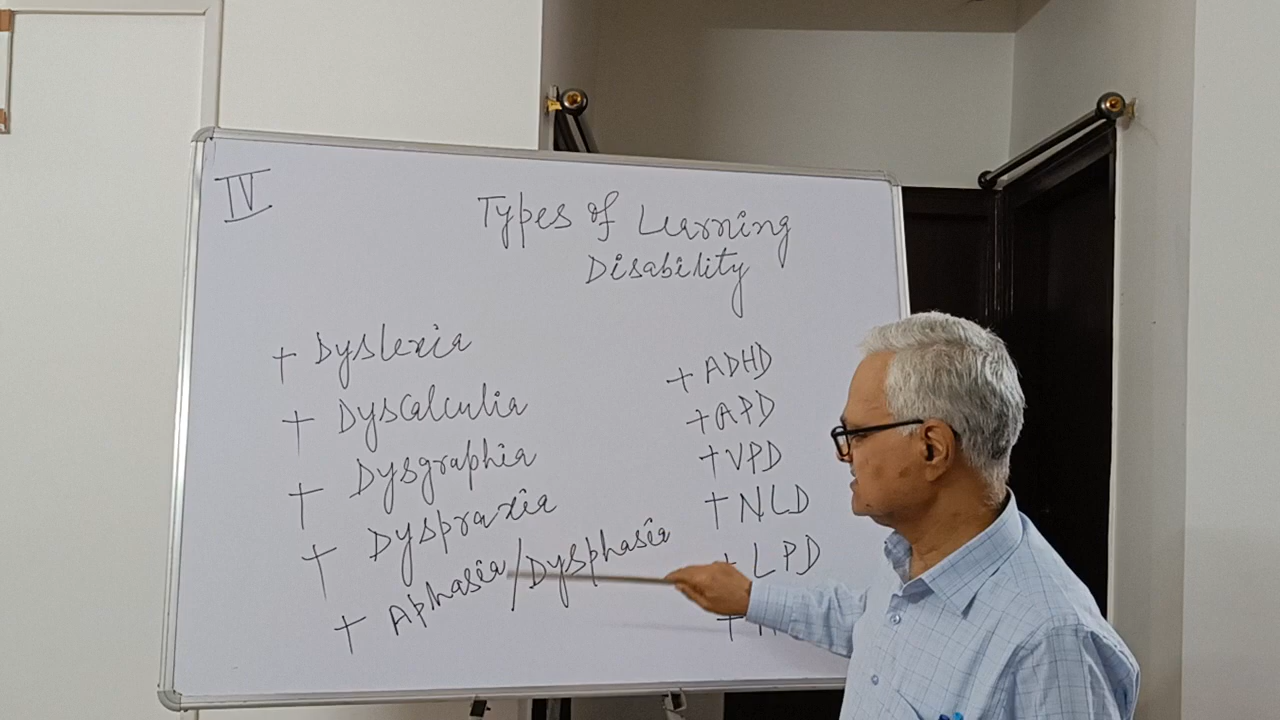 IV
Types of Learning
Disability
+ Dyslexia
+ Dyscalculia
+ Dysgraphia
+ Dyspraxia
+ Aphasia/Dysphasia
+ ADHD
+ APD
+ VPD
+ NLD
+ LPD
+